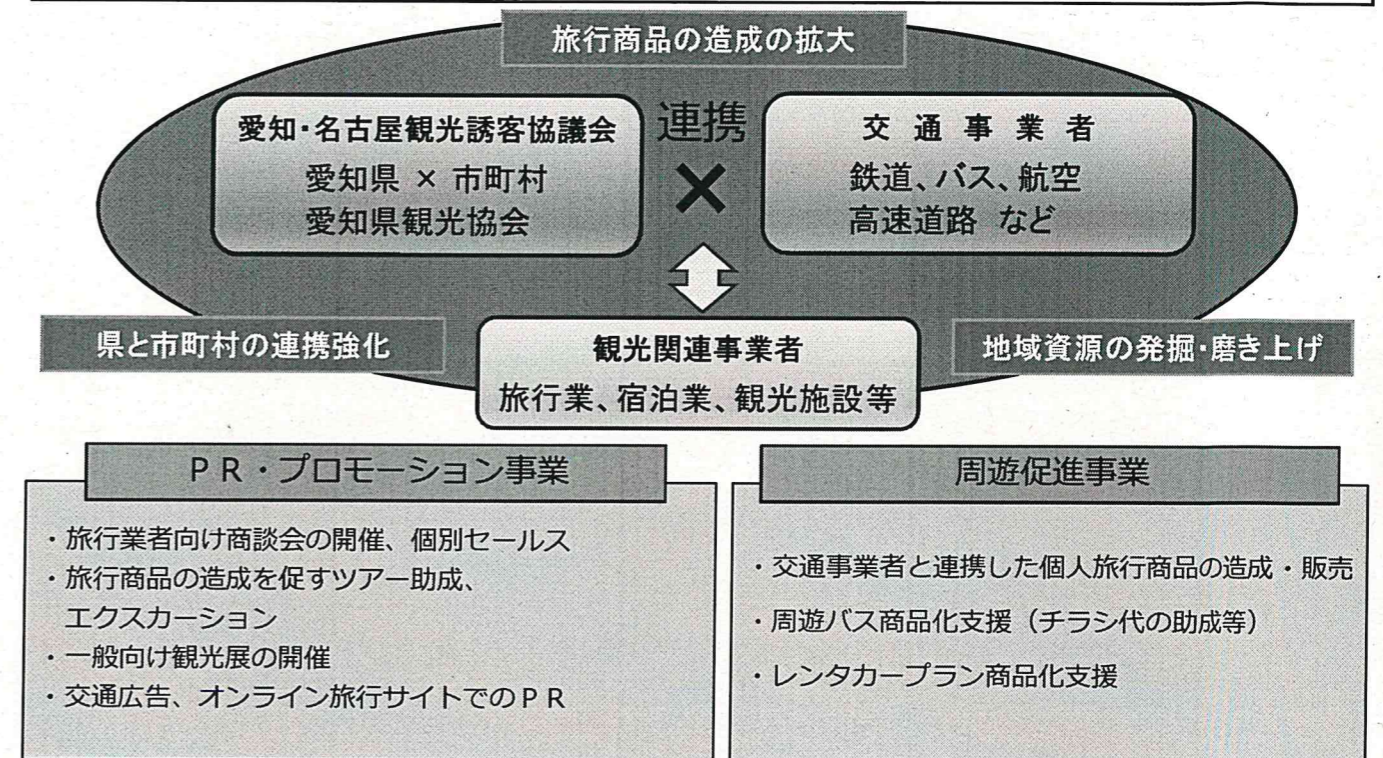 旅行商品の造成の拡大
愛知・名古屋観光誘客協議会
愛知県 × 市町村
愛知県観光協会
連携
×
交通事業者
鉄道、バス、航空
高速道路 など
県と市町村の連携強化
観光関連事業者
旅行業、宿泊業、観光施設等
地域資源の発掘・磨き上げ
PR・プロモーション事業
・旅行業者向け商談会の開催、個別セールス
・旅行商品の造成を促すツアー助成、
エクスカーション
・一般向け観光展の開催
・交通広告、オンライン旅行サイトでのPR
周遊促進事業
・交通事業者と連携した個人旅行商品の造成・販売
・周遊バス商品化支援（チラシ代の助成等）
・レンタカープラン商品化支援